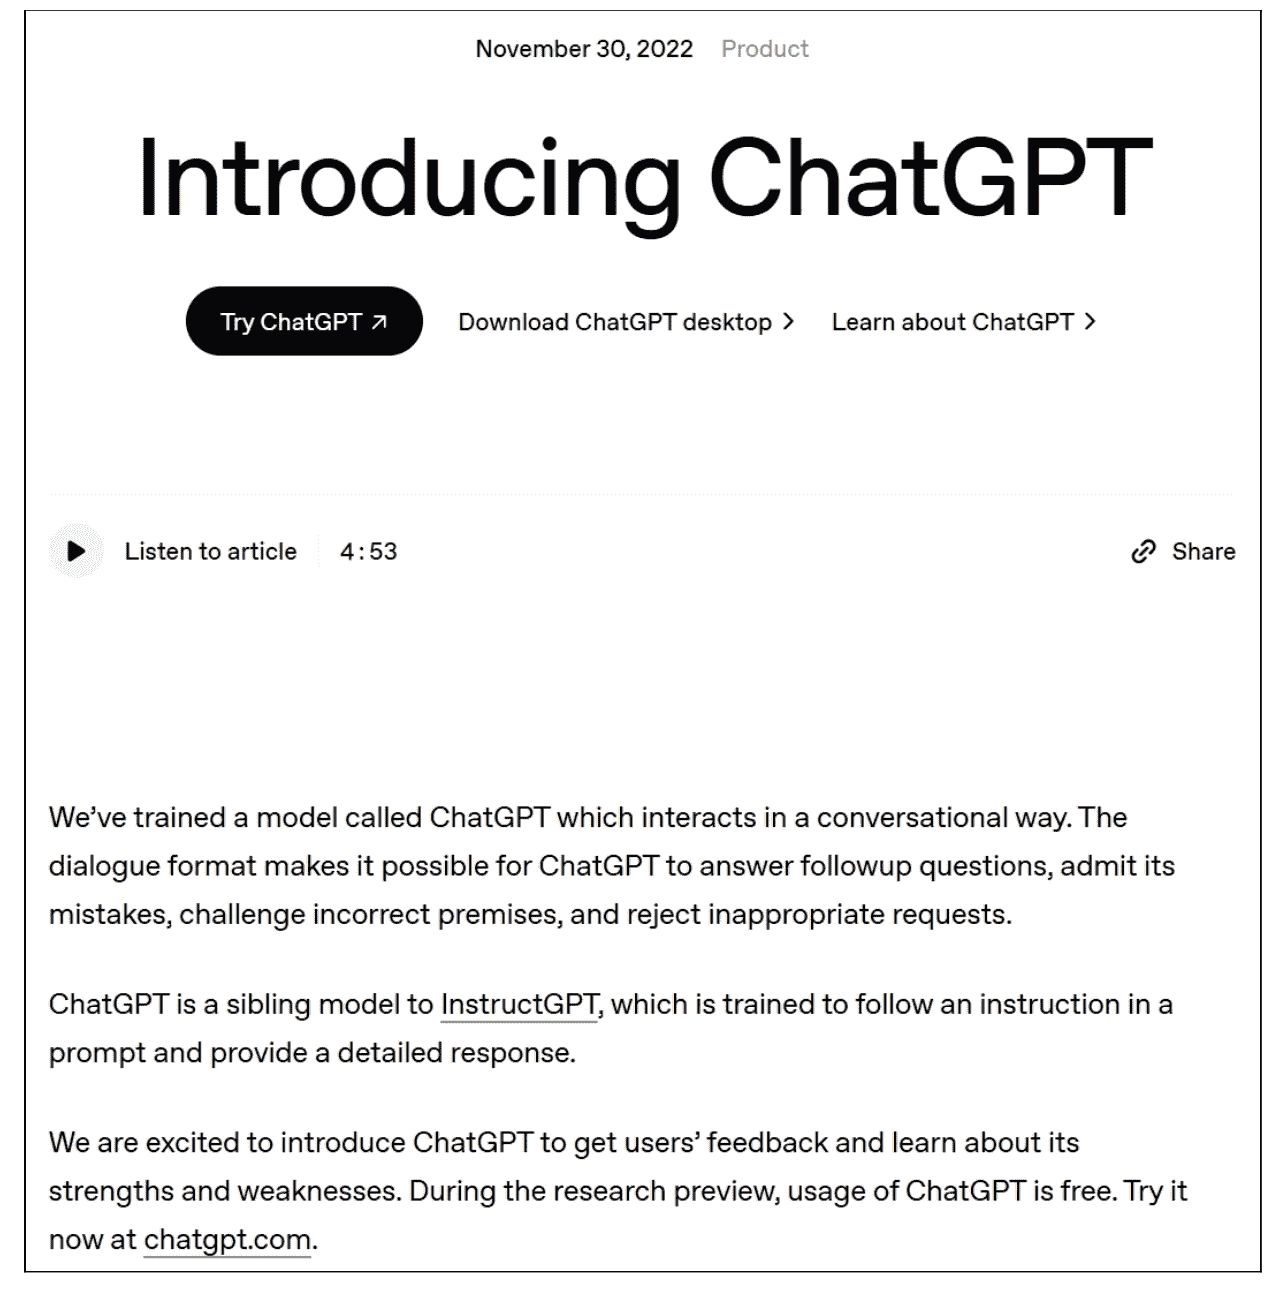 November 30, 2022 Product
Introducing ChatGPT
Try ChatGPT ↗ Download ChatGPT desktop > Learn about ChatGPT >
Listen to article 4:53 Share
We’ve trained a model called ChatGPT which interacts in a conversational way. The
dialogue format makes it possible for ChatGPT to answer followup questions, admit its
mistakes, challenge incorrect premises, and reject inappropriate requests.
ChatGPT is a sibling model to InstructGPT, which is trained to follow an instruction in a
prompt and provide a detailed response.
We are excited to introduce ChatGPT to get users’ feedback and learn about its
strengths and weaknesses. During the research preview, usage of ChatGPT is free. Try it
now at chatgpt.com.